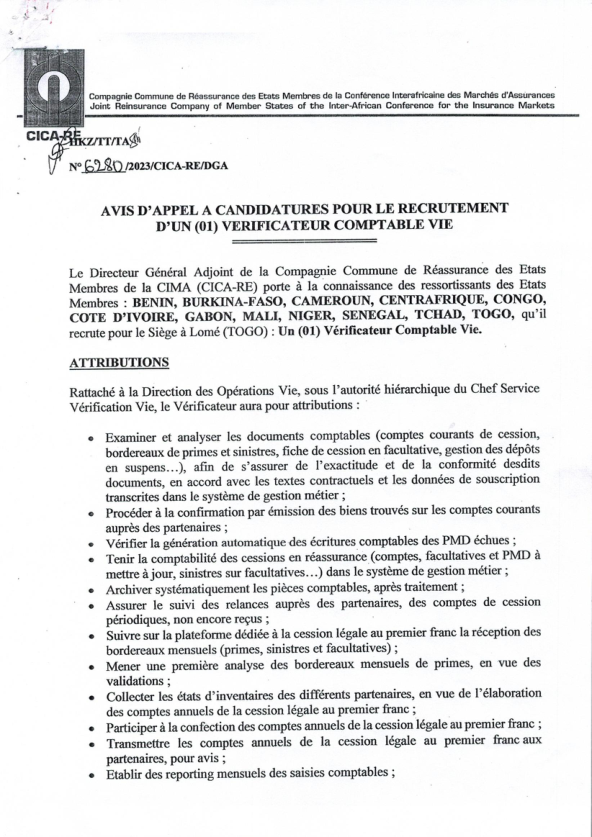 Compagnie Commune de Réassurance des Etats Membres de la Conférence Interafricaine des Marchés d'Assurances
Joint Reinsurance Company of Member States of the Inter-African Conference for the Insurance Markets
CICA-RE
HKZ/TT/TA
N° 6280/2023/CICA-RE/DGA
AVIS D'APPEL A CANDIDATURES POUR LE RECRUTEMENT
D'UN (01) VERIFICATEUR COMPTABLE VIE
Le Directeur Général Adjoint de la Compagnie Commune de Réassurance des Etats
Membres de la CIMA (CICA-RE) porte à la connaissance des ressortissants des Etats
Membres : BENIN, BURKINA-FASO, CAMEROUN, CENTRAFRIQUE, CONGO,
COTE D'IVOIRE, GABON, MALI, NIGER, SENEGAL, TCHAD, TOGO, qu'il
recrute pour le Siège à Lomé (TOGO) : Un (01) Vérificateur Comptable Vie.
ATTRIBUTIONS
Rattaché à la Direction des Opérations Vie, sous l'autorité hiérarchique du Chef Service
Vérification Vie, le Vérificateur aura pour attributions :
• Examiner et analyser les documents comptables (comptes courants de cession,
bordereaux de primes et sinistres, fiche de cession en facultative, gestion des dépôts
en suspens…), afin de s'assurer de l'exactitude et de la conformité desdits
documents, en accord avec les textes contractuels et les données de souscription
transcrites dans le système de gestion métier ;
• Procéder à la confirmation par émission des biens trouvés sur les comptes courants
auprès des partenaires ;
• Vérifier la génération automatique des écritures comptables des PMD échues ;
• Tenir la comptabilité des cessions en réassurance (comptes, facultatives et PMD à
mettre à jour, sinistres sur facultatives…) dans le système de gestion métier ;
• Archiver systématiquement les pièces comptables, après traitement ;
• Assurer le suivi des relances auprès des partenaires, des comptes de cession
périodiques, non encore reçus ;
• Suivre sur la plateforme dédiée à la cession légale au premier franc la réception des
bordereaux mensuels (primes, sinistres et facultatives) ;
• Mener une première analyse des bordereaux mensuels de primes, en vue des
validations ;
• Collecter les états d'inventaires des différents partenaires, en vue de l'élaboration
des comptes annuels de la cession légale au premier franc ;
• Participer à la confection des comptes annuels de la cession légale au premier franc ;
• Transmettre les comptes annuels de la cession légale au premier franc aux
partenaires, pour avis ;
• Etablir des reporting mensuels des saisies comptables ;